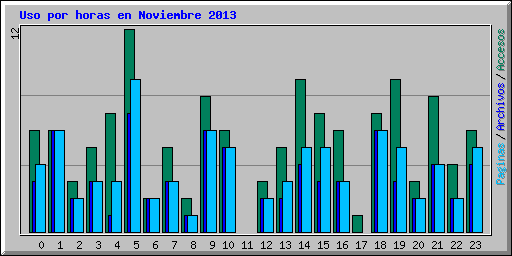 Uso por horas en Noviembre 2013
12
Paginas / Archivos / Accesos
0 1 2 3 4 5 6 7 8 9 10 11 12 13 14 15 16 17 18 19 20 21 22 23